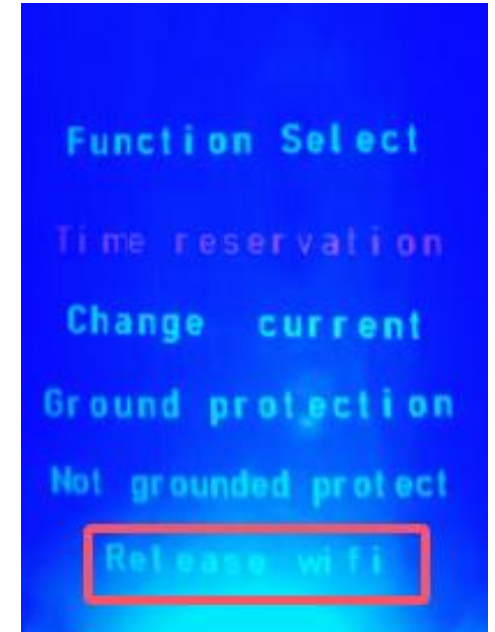 Function Select
Time reservation
Change current
Ground protection
Not grounded protect
Release wifi